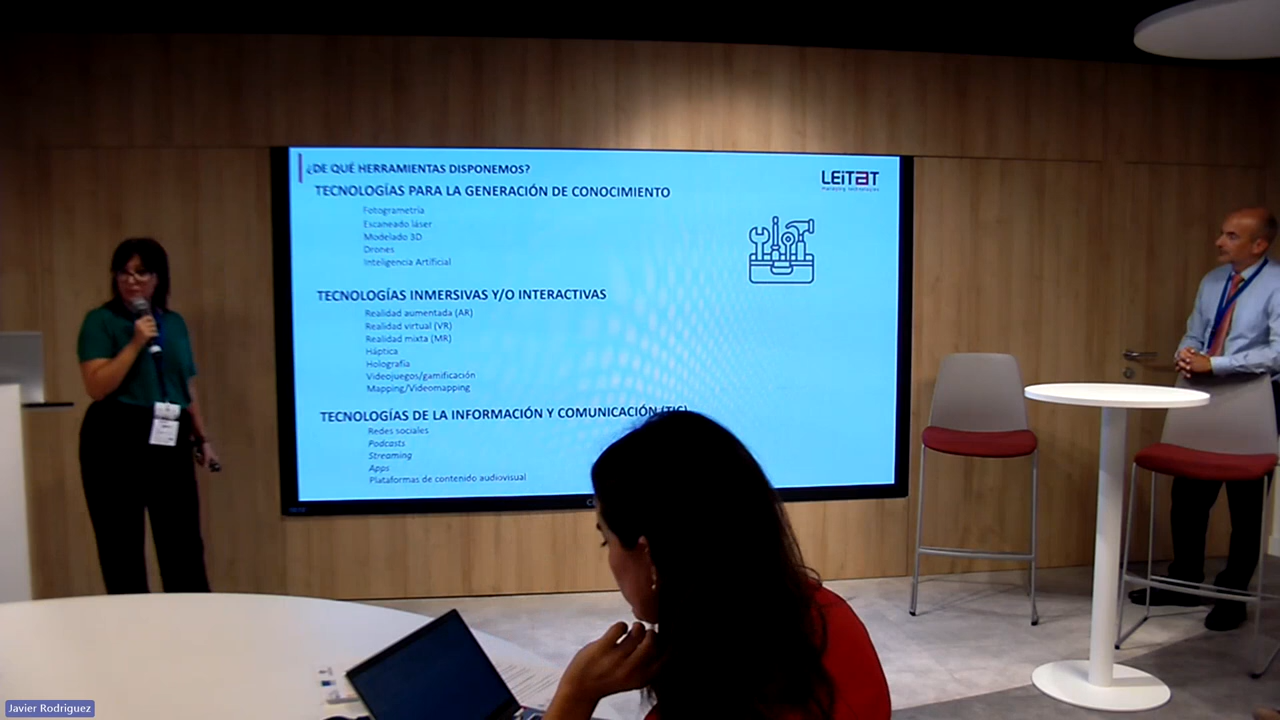 ¿DE QUÉ HERRAMIENTAS DISPONEMOS?
LEITAT
managing technologies
TECNOLOGÍAS PARA LA GENERACIÓN DE CONOCIMIENTO
Fotogrametría
Escaneado láser
Modelado 3D
Drones
Inteligencia Artificial
TECNOLOGÍAS INMERSIVAS Y/O INTERACTIVAS
Realidad aumentada (AR)
Realidad virtual (VR)
Realidad mixta (MR)
Háptica
Holografía
Videojuegos/gamificación
Mapping/Videomapping
TECNOLOGÍAS DE LA INFORMACIÓN Y COMUNICACIÓN (TIC)
Redes sociales
Podcasts
Streaming
Apps
Plataformas de contenido audiovisual
Javier Rodriguez